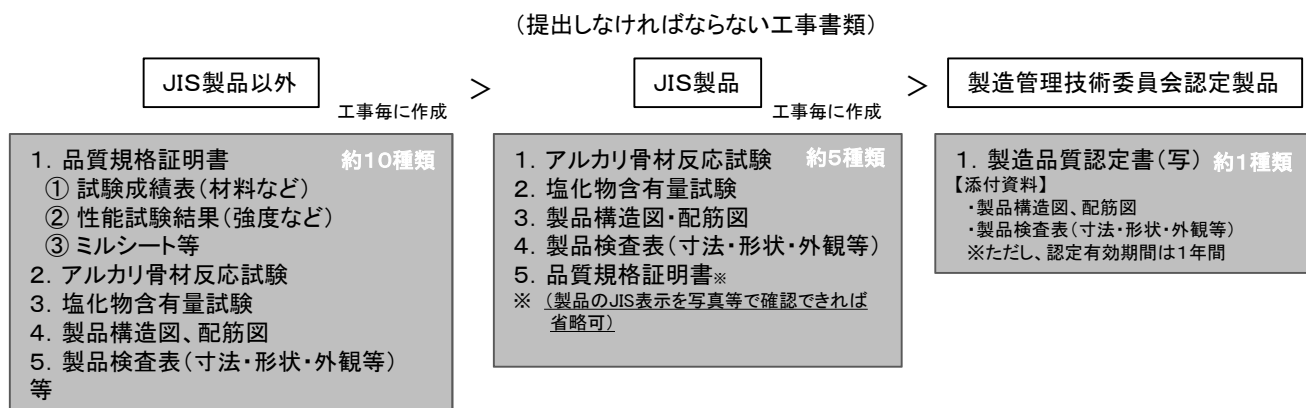 （提出しなければならない工事書類）
JIS製品以外
＞
JIS製品
＞
製造管理技術委員会認定製品
工事毎に作成
工事毎に作成
1．品質規格証明書
約10種類
① 試験成績表（材料など）
② 性能試験結果（強度など）
③ ミルシート等
2．アルカリ骨材反応試験
3．塩化物含有量試験
4．製品構造図、配筋図
5．製品検査表（寸法・形状・外観等）
等
1．アルカリ骨材反応試験
約5種類
2．塩化物含有量試験
3．製品構造図・配筋図
4．製品検査表（寸法・形状・外観等）
5．品質規格証明書※
※ （製品のJIS表示を写真等で確認できれば
省略可）
1．製造品質認定書（写）
約1種類
【添付資料】
・製品構造図、配筋図
・製品検査表（寸法・形状・外観等）
※ただし、認定有効期間は1年間